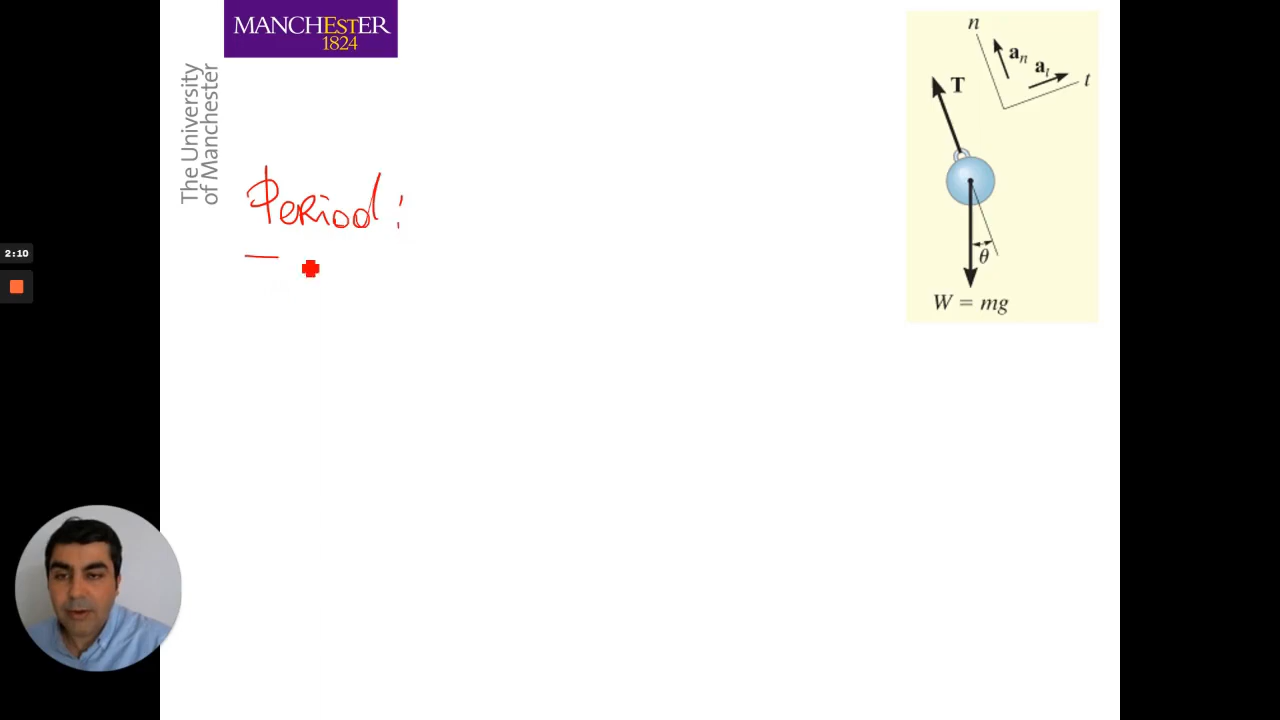 MANCHESTER
1824
The University
of Manchester
Period:
n
a_n
a_t
t
T
θ
W = mg
2:10